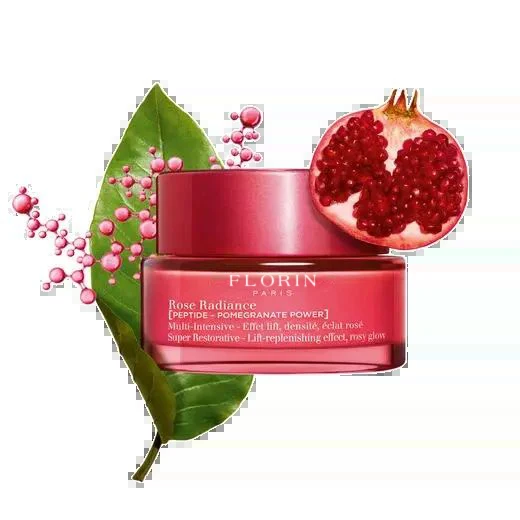 FLORIN
PARIS
Rose Radiance
[PEPTIDE – POMEGRANATE POWER]
Multi-Intensive - Effet lift, densité, éclat rosé
Super Restorative - Lift-replenishing effect, rosy glow